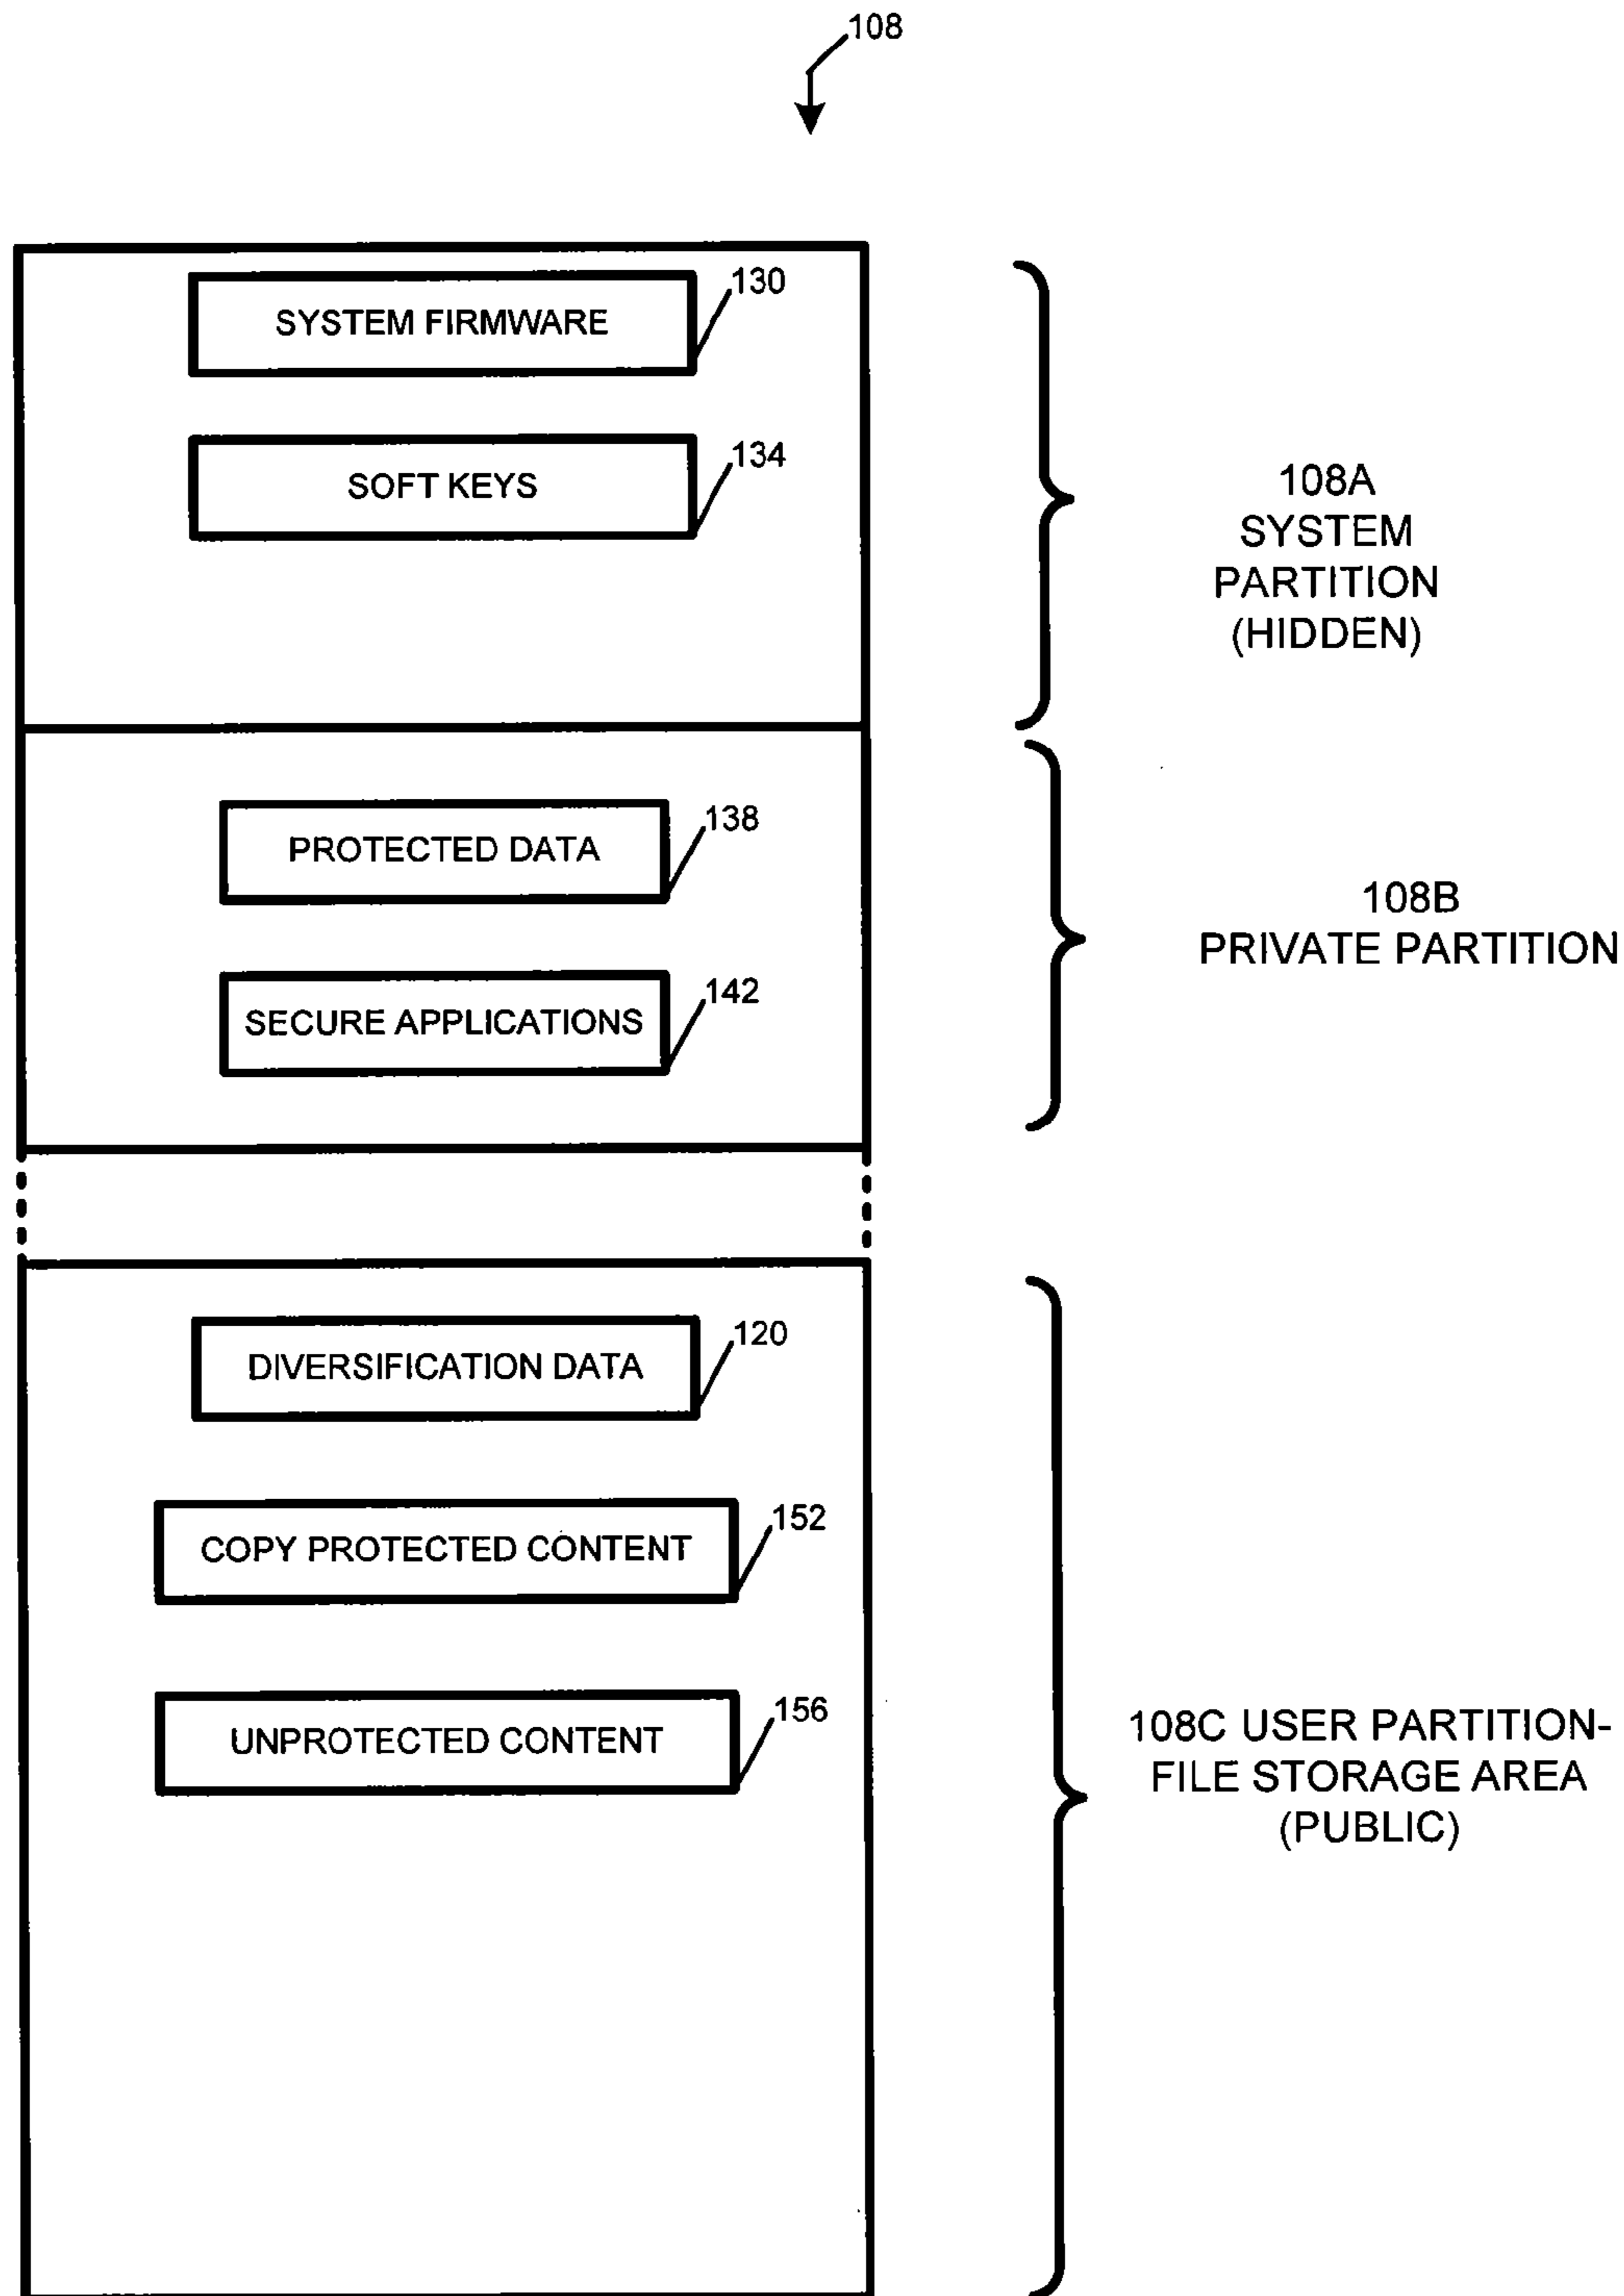 108
SYSTEM FIRMWARE
130
SOFT KEYS
134
108A
SYSTEM
PARTITION
(HIDDEN)
PROTECTED DATA
138
SECURE APPLICATIONS
142
108B
PRIVATE PARTITION
DIVERSIFICATION DATA
120
COPY PROTECTED CONTENT
152
UNPROTECTED CONTENT
156
108C USER PARTITION-
FILE STORAGE AREA
(PUBLIC)